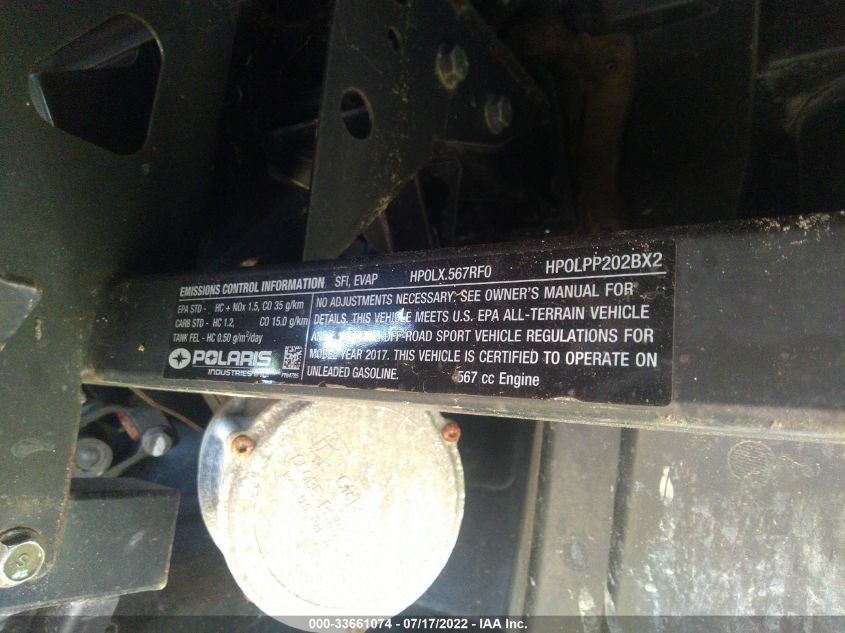 EMISSIONS CONTROL INFORMATION SFI, EVAP HPOLX.567RF0 HPOLPP202BX2
EPA STD - HC + NOx 1.5, CO 35 g/km
CARB STD - HC 1.2, CO 15.0 g/km
TANK FEL - HC 0.50 g/m²/day
POLARIS
INDUSTRIES
NO ADJUSTMENTS NECESSARY. SEE OWNER'S MANUAL FOR
DETAILS. THIS VEHICLE MEETS U.S. EPA ALL-TERRAIN VEHICLE
OFF-ROAD SPORT VEHICLE REGULATIONS FOR
MODEL YEAR 2017. THIS VEHICLE IS CERTIFIED TO OPERATE ON
UNLEADED GASOLINE. 567 cc Engine
000-33661074 / 07/17/2022 - IAA Inc.